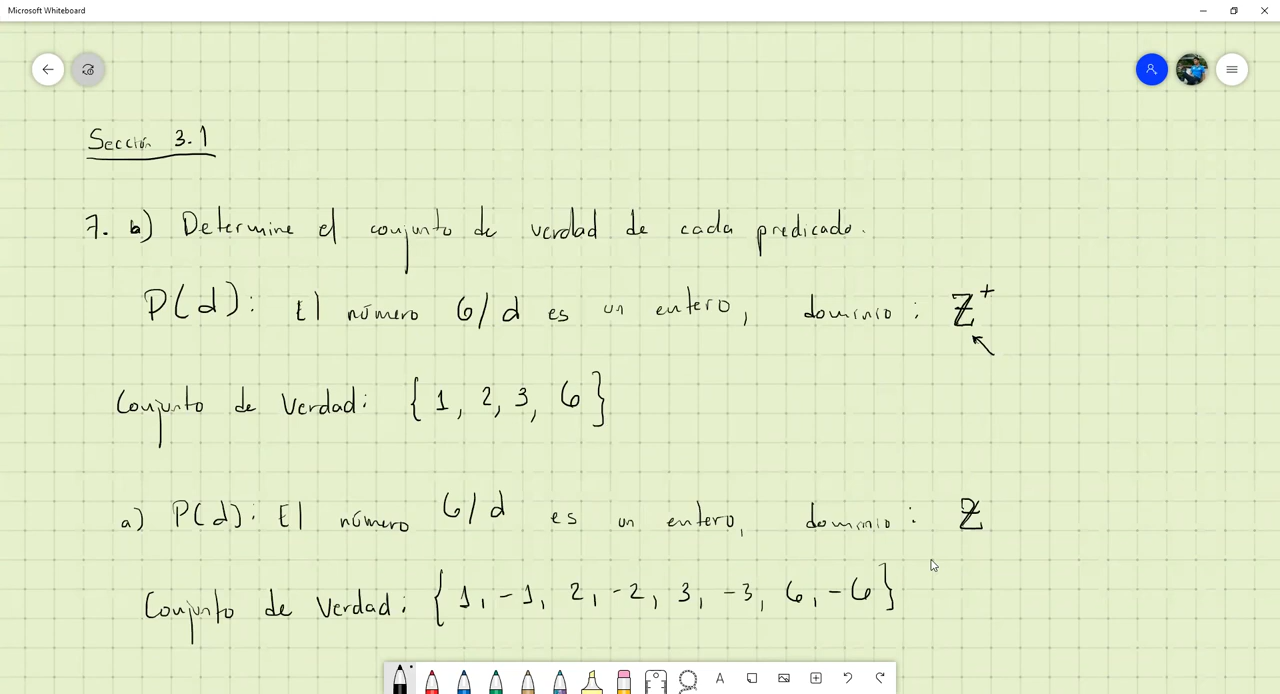 Microsoft Whiteboard
Sección 3.1
7. b) Determine el conjunto de verdad de cada predicado.
P(d): El número 6/d es un entero, dominio: ℤ⁺
Conjunto de Verdad: {1, 2, 3, 6}
a) P(d): El número 6/d es un entero, dominio: ℤ
Conjunto de Verdad: {1, -1, 2, -2, 3, -3, 6, -6}